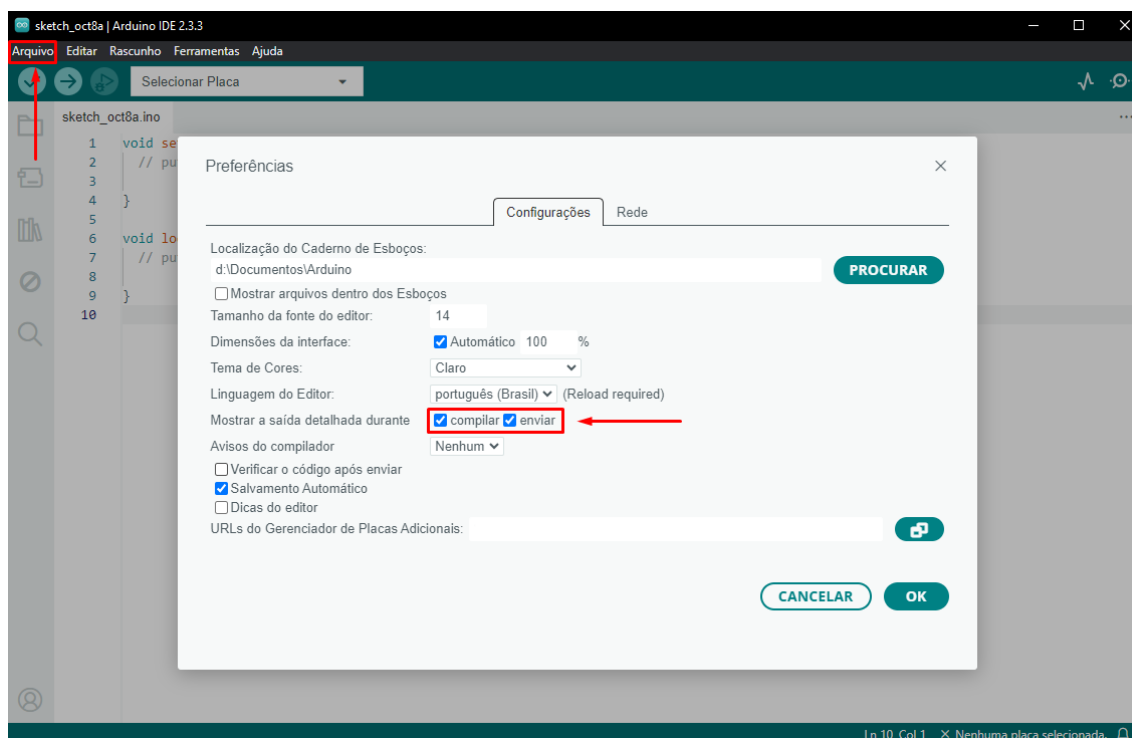 sketch_oct8a | Arduino IDE 2.3.3
Arquivo Editar Rascunho Ferramentas Ajuda
Selecionar Placa
sketch_oct8a.ino
1 void se
2 // pu
3
4 }
5
6 void lo
7 // pu
8
9 }
10
Preferências
Configurações Rede
Localização do Caderno de Esboços:
d:\Documentos\Arduino PROCURAR
Mostrar arquivos dentro dos Esboços
Tamanho da fonte do editor: 14
Dimensões da interface: Automático 100 %
Tema de Cores: Claro
Linguagem do Editor: português (Brasil) (Reload required)
Mostrar a saída detalhada durante compilar enviar
Avisos do compilador Nenhum
Verificar o código após enviar
Salvamento Automático
Dicas do editor
URLs do Gerenciador de Placas Adicionais:
CANCELAR OK
Ln 10, Col 1 × Nenhuma placa selecionada.